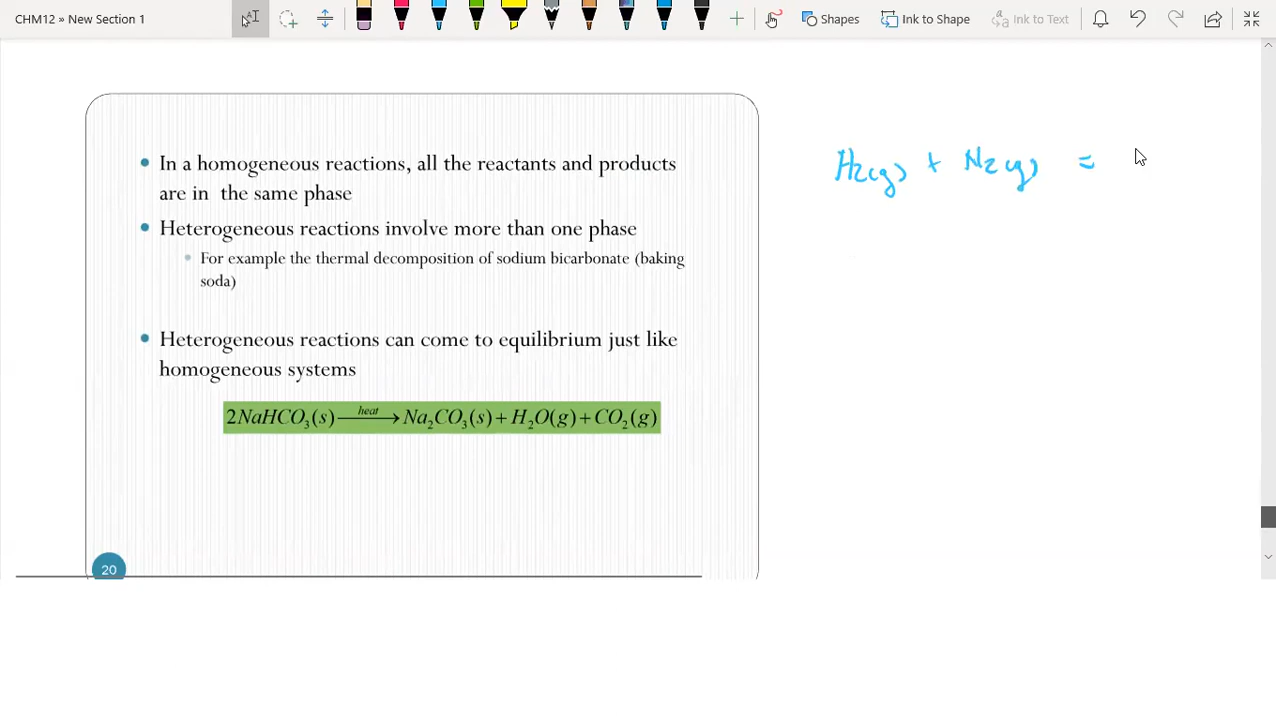 CHM12 » New Section 1
Shapes
Ink to Shape
Ink to Text
• In a homogeneous reactions, all the reactants and products
are in the same phase
• Heterogeneous reactions involve more than one phase
• For example the thermal decomposition of sodium bicarbonate (baking
soda)
• Heterogeneous reactions can come to equilibrium just like
homogeneous systems
2NaHCO₃(s) —heat→ Na₂CO₃(s) + H₂O(g) + CO₂(g)
20
H₂(g) + N₂(g) =